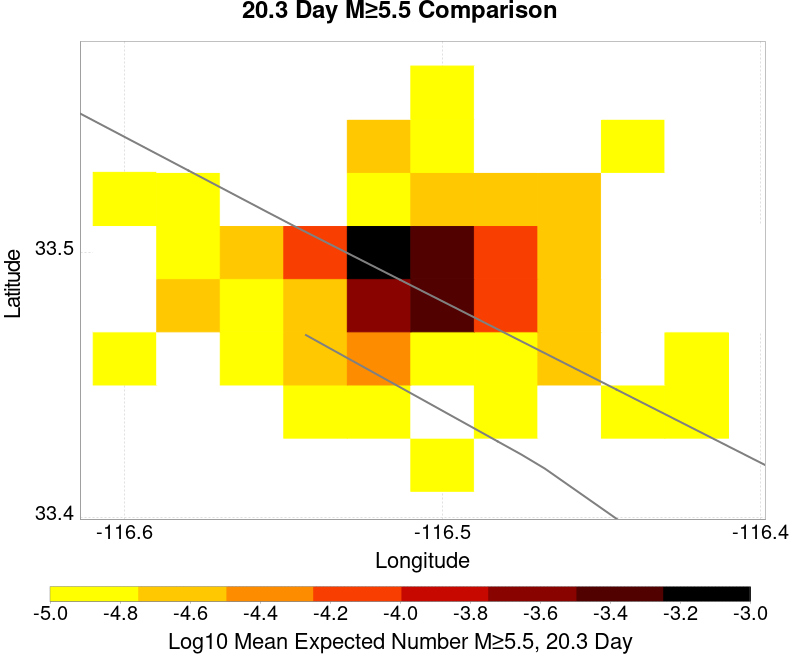 20.3 Day M≥5.5 Comparison
Latitude
33.5
33.4
-116.6 -116.5 -116.4
Longitude
-5.0 -4.8 -4.6 -4.4 -4.2 -4.0 -3.8 -3.6 -3.4 -3.2 -3.0
Log10 Mean Expected Number M≥5.5, 20.3 Day